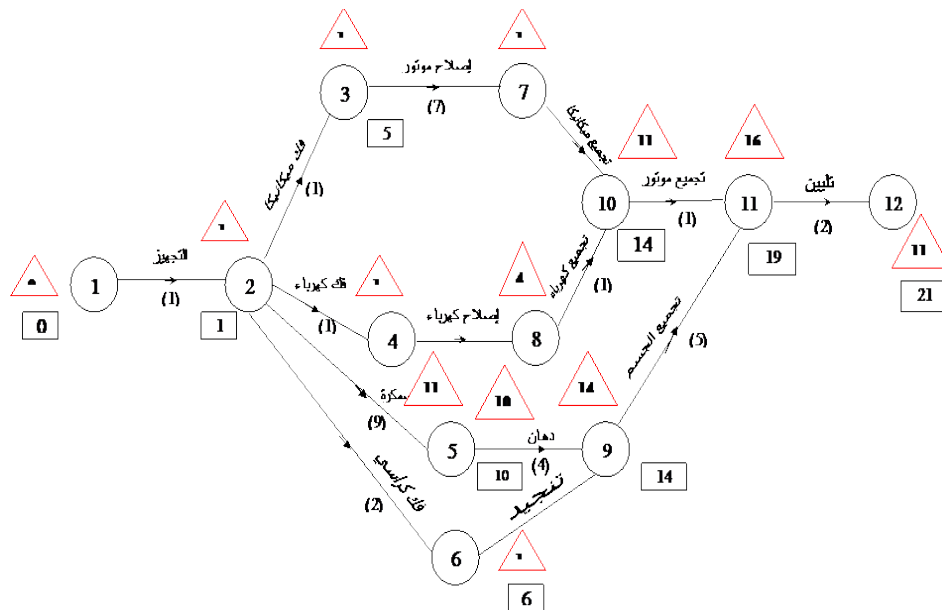 إصلاح موتور
3
7
(7)
5
فك ميكانيكا
تجميع ميكانيكا
(1)
11
16
تجميع موتور
تليين
10
11
12
(1)
(2)
14
19
21
التجهيز
1
2
(1)
0
1
فك كهرباء
(1)
إصلاح كهرباء
4
8
تجميع كهرباء
(1)
تجميع الجسم
(5)
سمكرة
(9)
دهان
5
9
(4)
10
14
فك كراسي
(2)
تنجيد
6
6